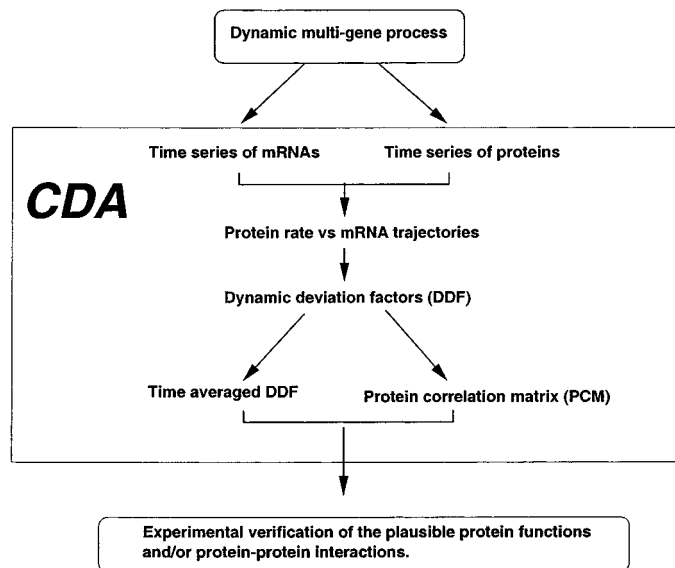 Dynamic multi-gene process
Time series of mRNAs
Time series of proteins
CDA
Protein rate vs mRNA trajectories
Dynamic deviation factors (DDF)
Time averaged DDF
Protein correlation matrix (PCM)
Experimental verification of the plausible protein functions
and/or protein-protein interactions.